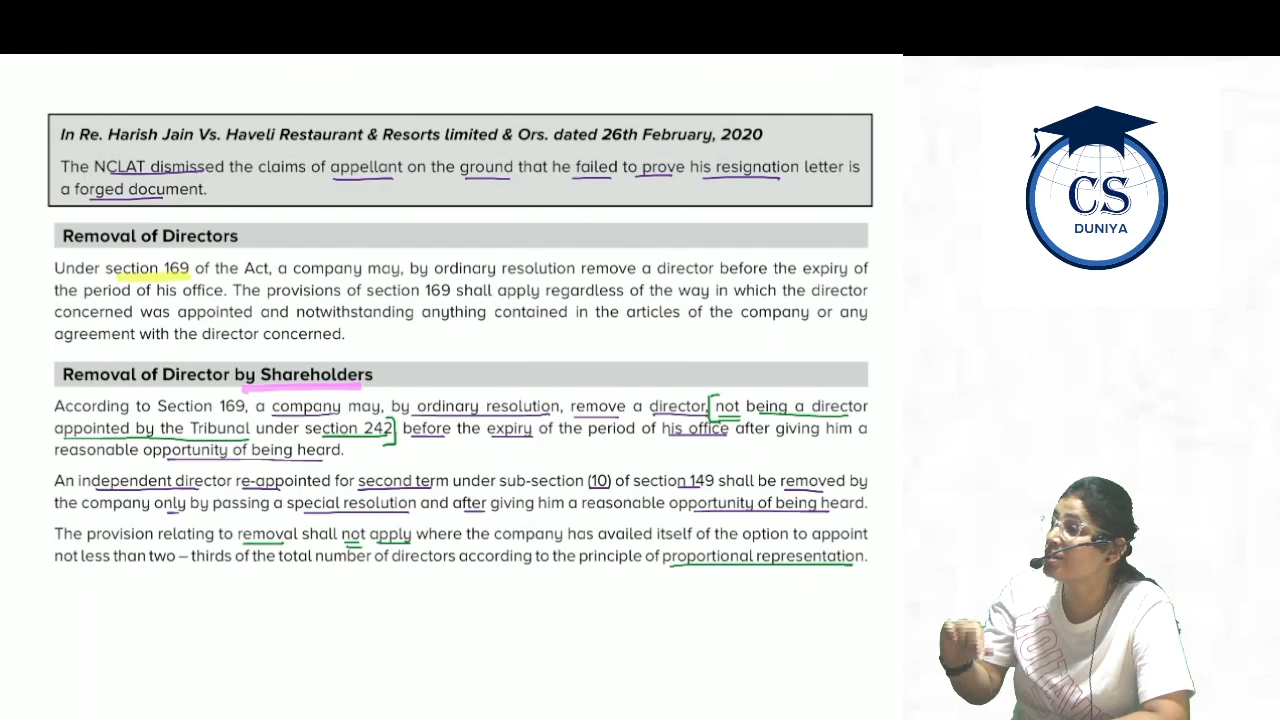 In Re. Harish Jain Vs. Haveli Restaurant & Resorts limited & Ors. dated 26th February, 2020
The NCLAT dismissed the claims of appellant on the ground that he failed to prove his resignation letter is
a forged document.
Removal of Directors
Under section 169 of the Act, a company may, by ordinary resolution remove a director before the expiry of
the period of his office. The provisions of section 169 shall apply regardless of the way in which the director
concerned was appointed and notwithstanding anything contained in the articles of the company or any
agreement with the director concerned.
Removal of Director by Shareholders
According to Section 169, a company may, by ordinary resolution, remove a director, not being a director
appointed by the Tribunal under section 242, before the expiry of the period of his office after giving him a
reasonable opportunity of being heard.
An independent director re-appointed for second term under sub-section (10) of section 149 shall be removed by
the company only by passing a special resolution and after giving him a reasonable opportunity of being heard.
The provision relating to removal shall not apply where the company has availed itself of the option to appoint
not less than two – thirds of the total number of directors according to the principle of proportional representation.
CS
DUNIYA